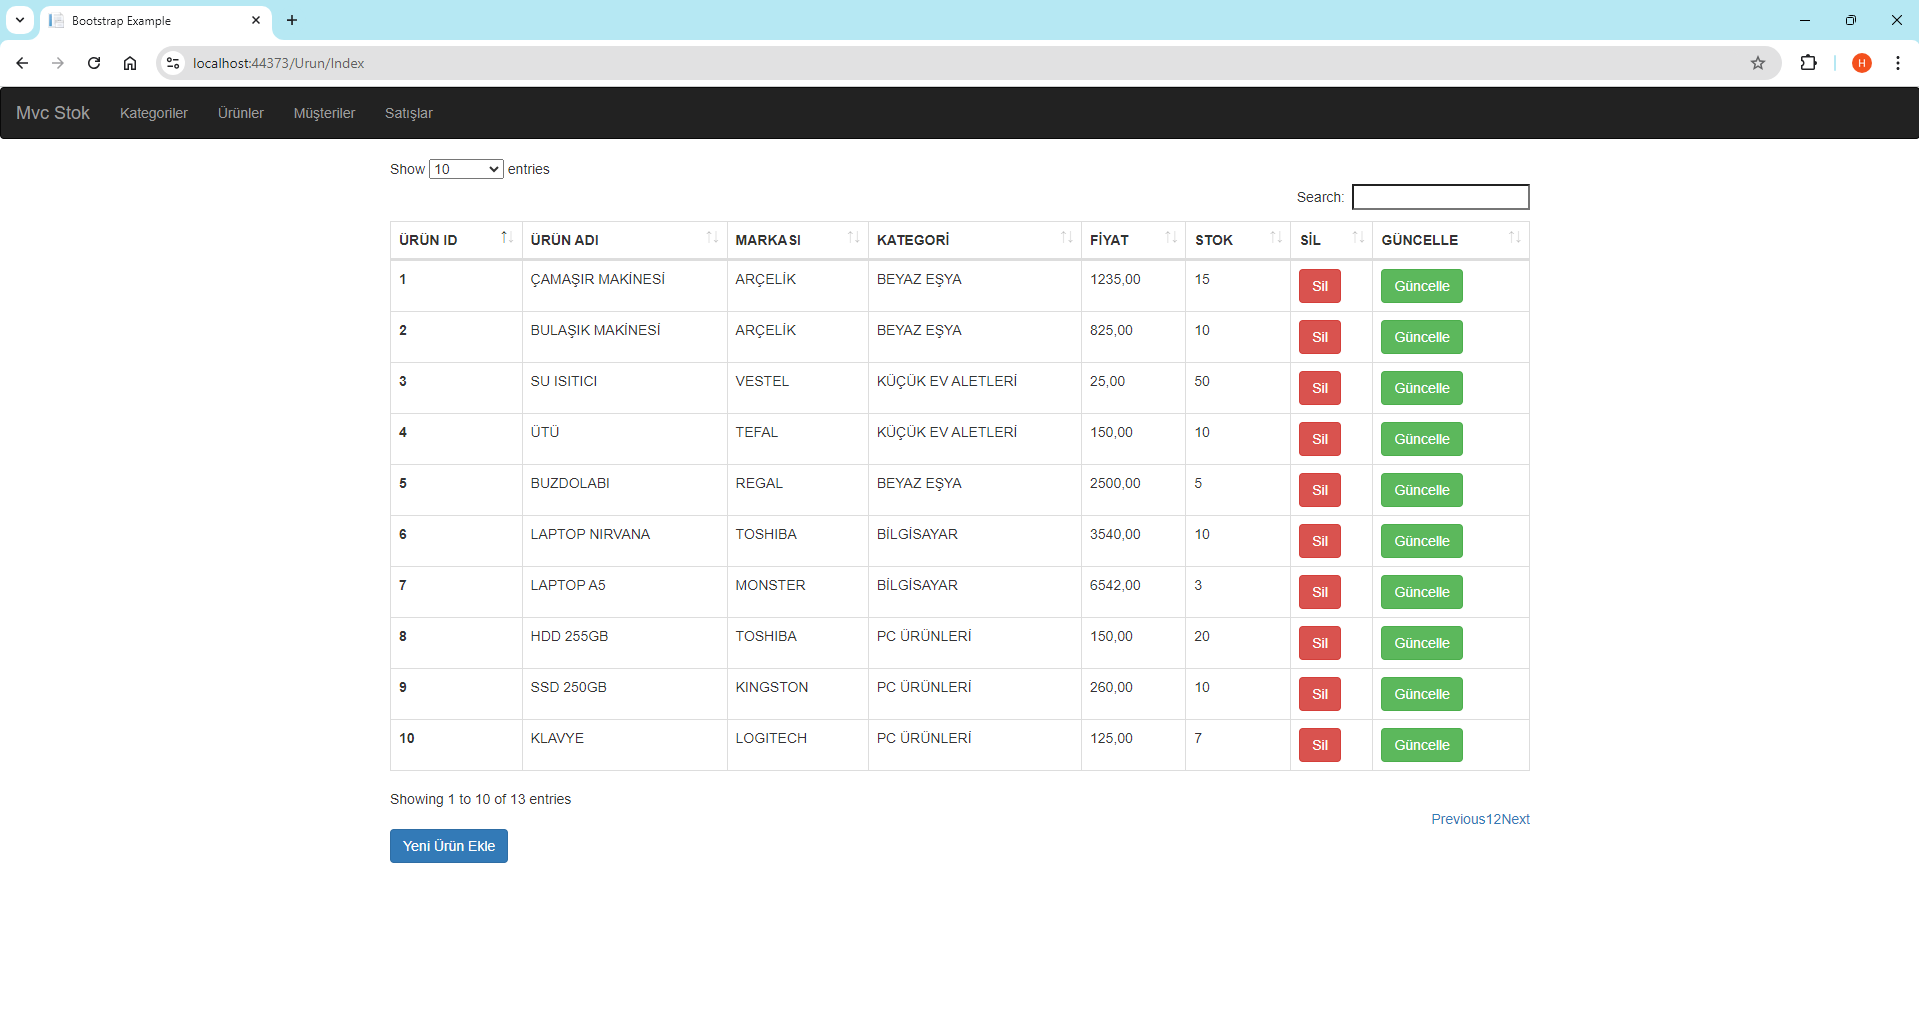 Bootstrap Example
localhost:44373/Urun/Index
H
Mvc Stok Kategoriler Ürünler Müşteriler Satışlar
Show 10 entries
Search:
ÜRÜN ID ÜRÜN ADI MARKASI KATEGORİ FİYAT STOK SİL GÜNCELLE
1 ÇAMAŞIR MAKİNESİ ARÇELİK BEYAZ EŞYA 1235,00 15 Sil Güncelle
2 BULAŞIK MAKİNESİ ARÇELİK BEYAZ EŞYA 825,00 10 Sil Güncelle
3 SU ISITICI VESTEL KÜÇÜK EV ALETLERİ 25,00 50 Sil Güncelle
4 ÜTÜ TEFAL KÜÇÜK EV ALETLERİ 150,00 10 Sil Güncelle
5 BUZDOLABI REGAL BEYAZ EŞYA 2500,00 5 Sil Güncelle
6 LAPTOP NIRVANA TOSHIBA BİLGİSAYAR 3540,00 10 Sil Güncelle
7 LAPTOP A5 MONSTER BİLGİSAYAR 6542,00 3 Sil Güncelle
8 HDD 255GB TOSHIBA PC ÜRÜNLERİ 150,00 20 Sil Güncelle
9 SSD 250GB KINGSTON PC ÜRÜNLERİ 260,00 10 Sil Güncelle
10 KLAVYE LOGITECH PC ÜRÜNLERİ 125,00 7 Sil Güncelle
Showing 1 to 10 of 13 entries
Previous12Next
Yeni Ürün Ekle